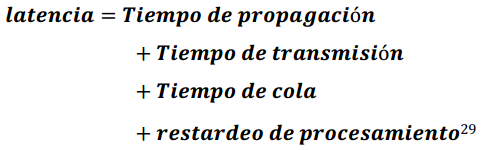 latencia = Tiempo de propagación
+ Tiempo de transmisión
+ Tiempo de cola
+ restardeo de procesamiento²⁹